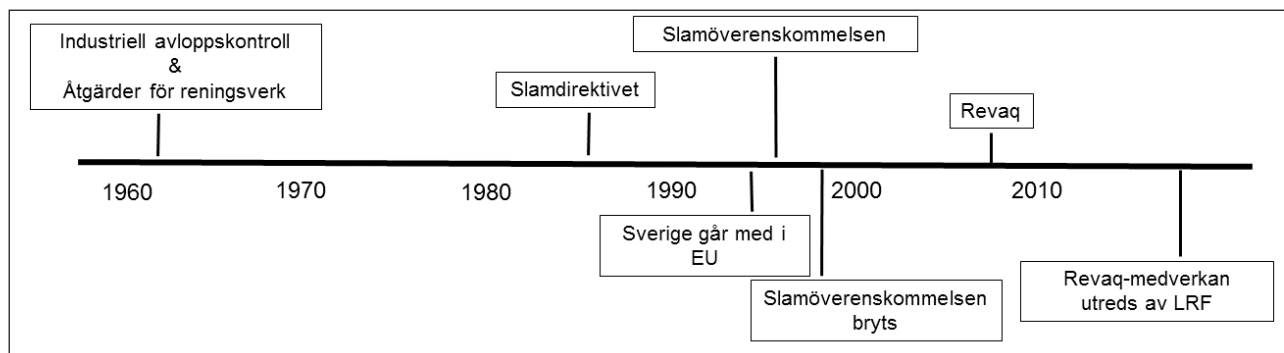 Industriell avloppskontroll
&
Åtgärder för reningsverk
Slamdirektivet
Slamöverenskommelsen
Revaq
1960
1970
1980
1990
2000
2010
Sverige går med i
EU
Slamöverenskommelsen
bryts
Revaq-medverkan
utreds av LRF